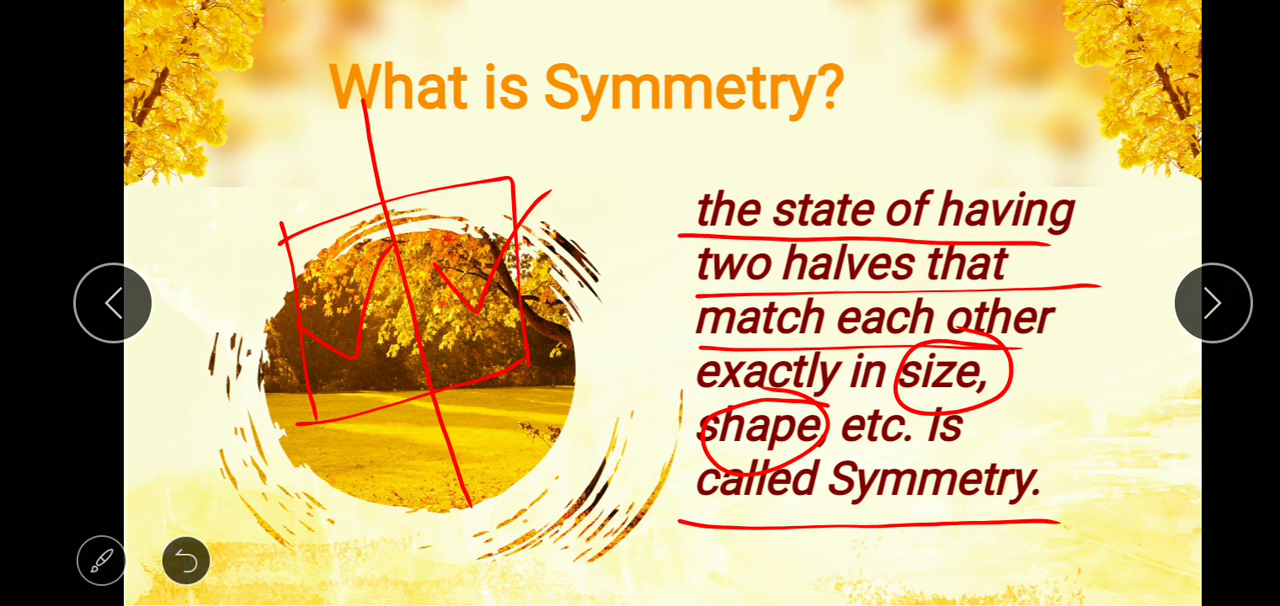 What is Symmetry?
the state of having
two halves that
match each other
exactly in size,
shape, etc. is
called Symmetry.